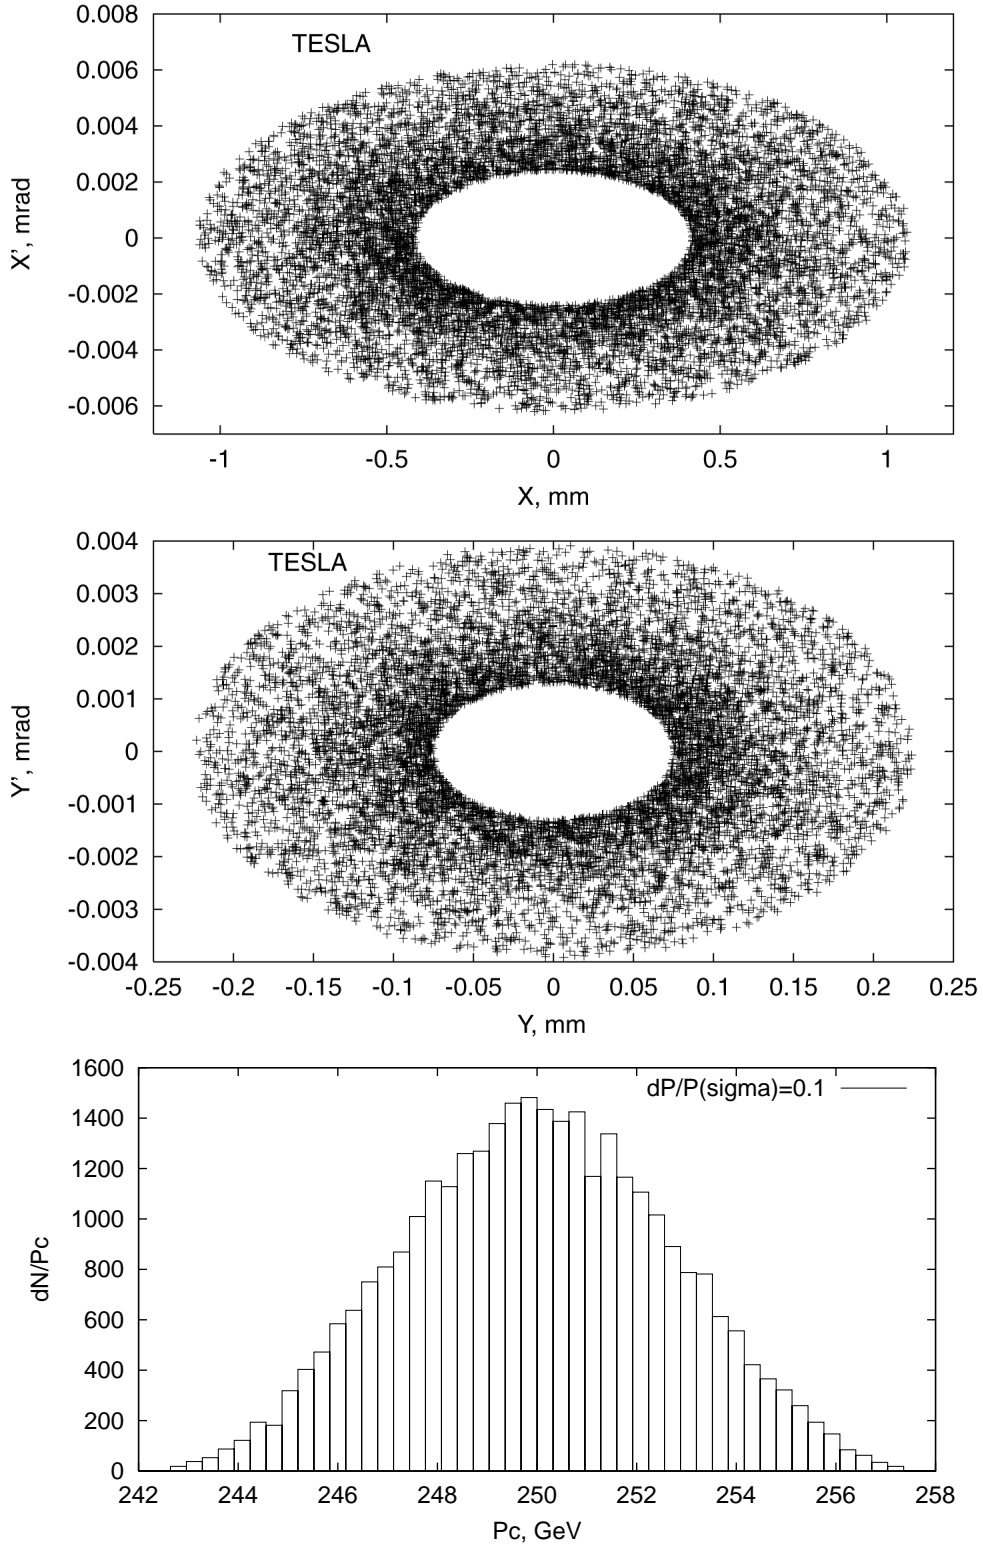 0.008
TESLA
0.006
0.004
0.002
0
-0.002
-0.004
-0.006
X', mrad
-1 -0.5 0 0.5 1
X, mm
0.004
TESLA
0.003
0.002
0.001
0
-0.001
-0.002
-0.003
-0.004
Y', mrad
-0.25 -0.2 -0.15 -0.1 -0.05 0 0.05 0.1 0.15 0.2 0.25
Y, mm
1600
dP/P(sigma)=0.1
1400
1200
1000
800
600
400
200
0
dN/Pc
242 244 246 248 250 252 254 256 258
Pc, GeV